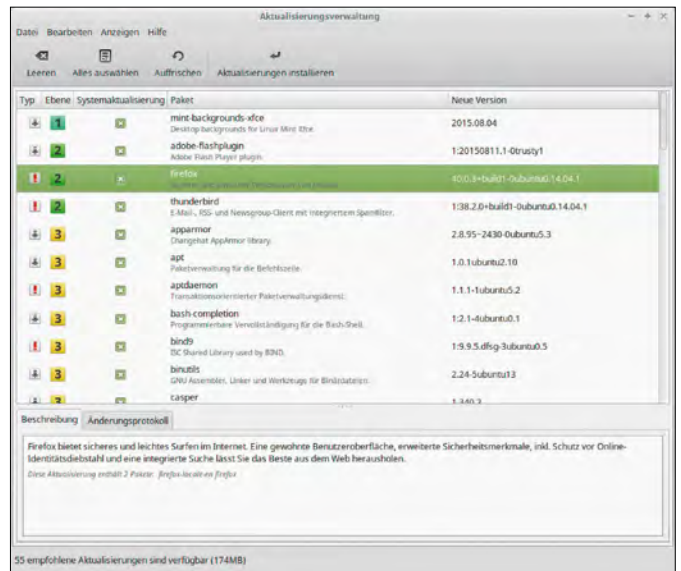 Aktualisierungsverwaltung
Datei Bearbeiten Anzeigen Hilfe
Leeren Alles auswählen Auffrischen Aktualisierungen installieren
Typ Ebene Systemaktualisierung Paket Neue Version
1 mint-backgrounds-xfce 2015.08.04
Desktop backgrounds for Linux Mint Xfce
2 adobe-flashplugin 1:20150811.1-0trusty1
Adobe Flash Player plugin
2 firefox 40.0.3+build1-0ubuntu0.14.04.1
2 thunderbird 1:38.2.0+build1-0ubuntu0.14.04.1
E-Mail-, RSS- und Newsgroup-Client mit integriertem Spamfilter.
3 apparmor 2.8.95~2430-0ubuntu5.3
Changehat AppArmor library.
3 apt 1.0.1ubuntu2.10
Paketverwaltung für die Befehlszeile.
3 aptdaemon 1.1.1-1ubuntu5.2
Transaktionsorientierter Paketverwaltungsdienst.
3 bash-completion 1:2.1-4ubuntu0.1
Programmierbare Vervollständigung für die Bash-Shell.
3 bind9 1:9.9.5.dfsg-3ubuntu0.5
ISC Shared Library used by BIND.
3 binutils 2.24-5ubuntu13
GNU Assembler, Linker und Werkzeuge für Binärdateien.
3 casper 1.340.2
Beschreibung Änderungsprotokoll
Firefox bietet sicheres und leichtes Surfen im Internet. Eine gewohnte Benutzeroberfläche, erweiterte Sicherheitsmerkmale, inkl. Schutz vor Online-
Identitätsdiebstahl und eine integrierte Suche lässt Sie das Beste aus dem Web herausholen.
Diese Aktualisierung enthält 2 Pakete: firefox-locale-en firefox
55 empfohlene Aktualisierungen sind verfügbar (174MB)